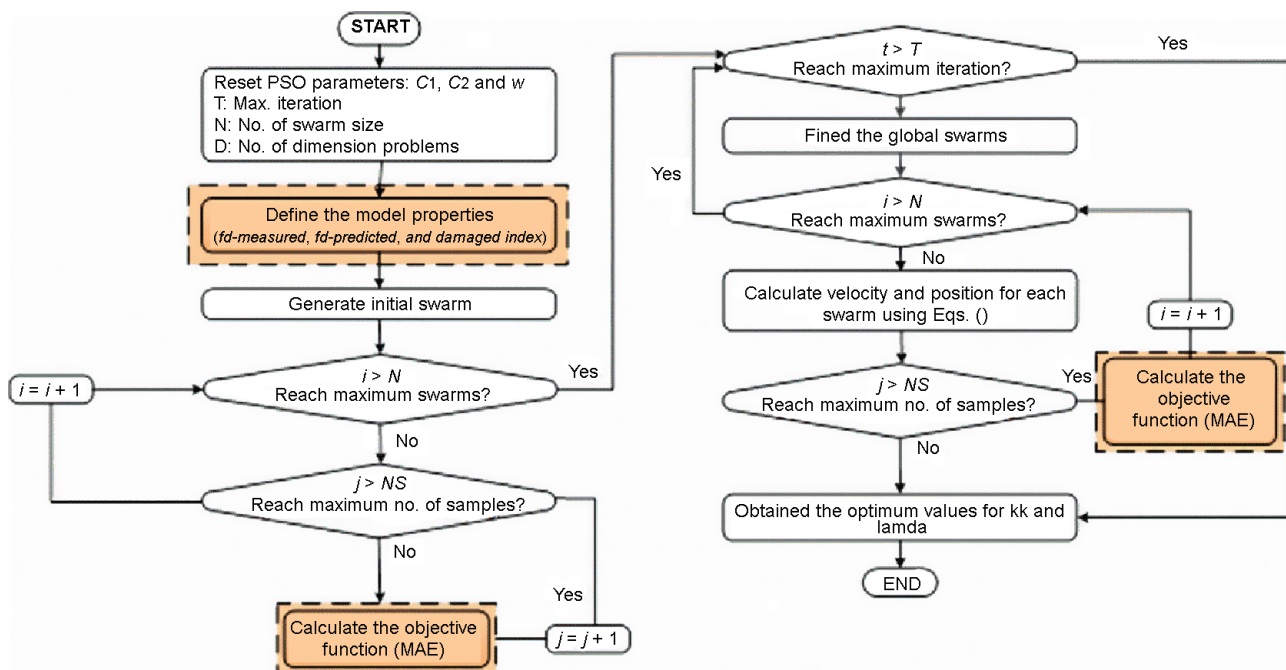 START
Reset PSO parameters: C1, C2 and w
T: Max. iteration
N: No. of swarm size
D: No. of dimension problems
Define the model properties
(fd-measured, fd-predicted, and damaged index)
Generate initial swarm
i > N
Reach maximum swarms?
Yes
i = i + 1
No
j > NS
Reach maximum no. of samples?
No
Yes
Calculate the objective
function (MAE)
j = j + 1
t > T
Reach maximum iteration?
Yes
Fined the global swarms
Yes
i > N
Reach maximum swarms?
No
Calculate velocity and position for each
swarm using Eqs. ()
i = i + 1
j > NS
Reach maximum no. of samples?
Yes
Calculate the
objective
function (MAE)
No
Obtained the optimum values for kk and
lamda
END